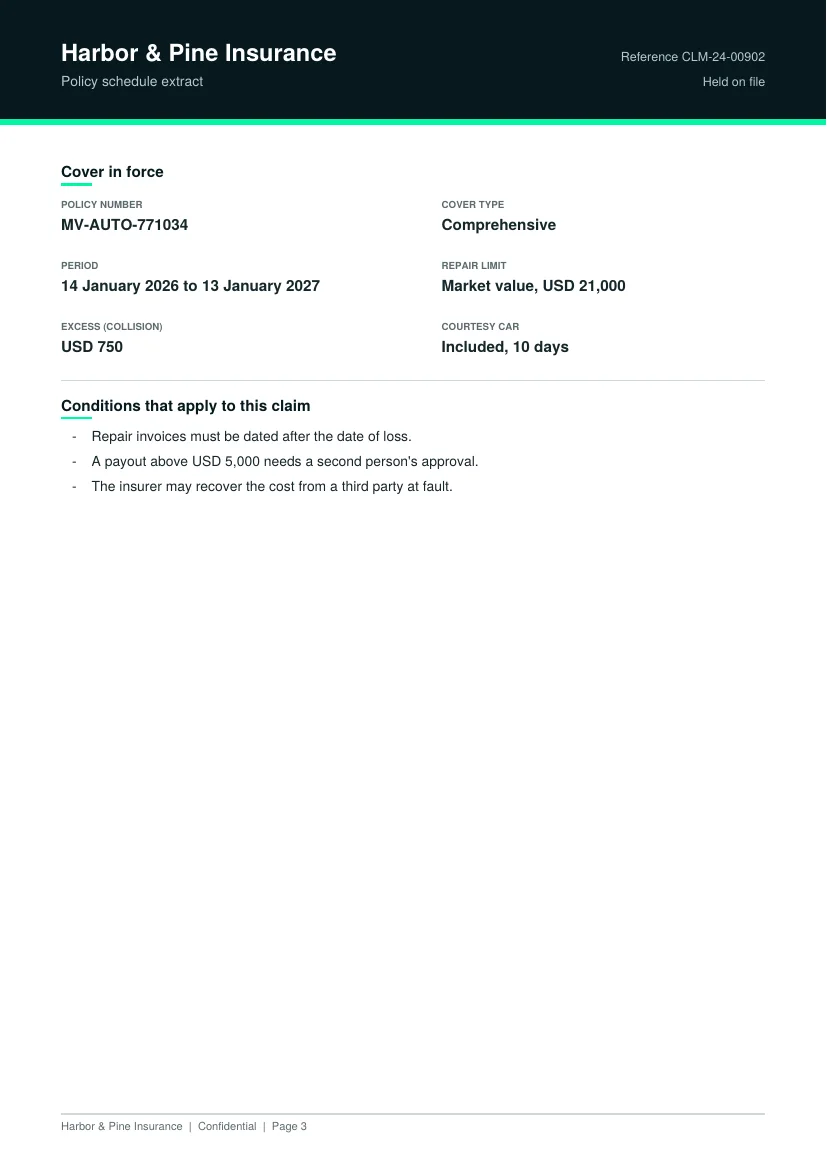 Harbor & Pine Insurance
Policy schedule extract
Reference CLM-24-00902
Held on file
Cover in force
POLICY NUMBER
MV-AUTO-771034
COVER TYPE
Comprehensive
PERIOD
14 January 2026 to 13 January 2027
REPAIR LIMIT
Market value, USD 21,000
EXCESS (COLLISION)
USD 750
COURTESY CAR
Included, 10 days
Conditions that apply to this claim
- Repair invoices must be dated after the date of loss.
- A payout above USD 5,000 needs a second person's approval.
- The insurer may recover the cost from a third party at fault.
Harbor & Pine Insurance | Confidential | Page 3